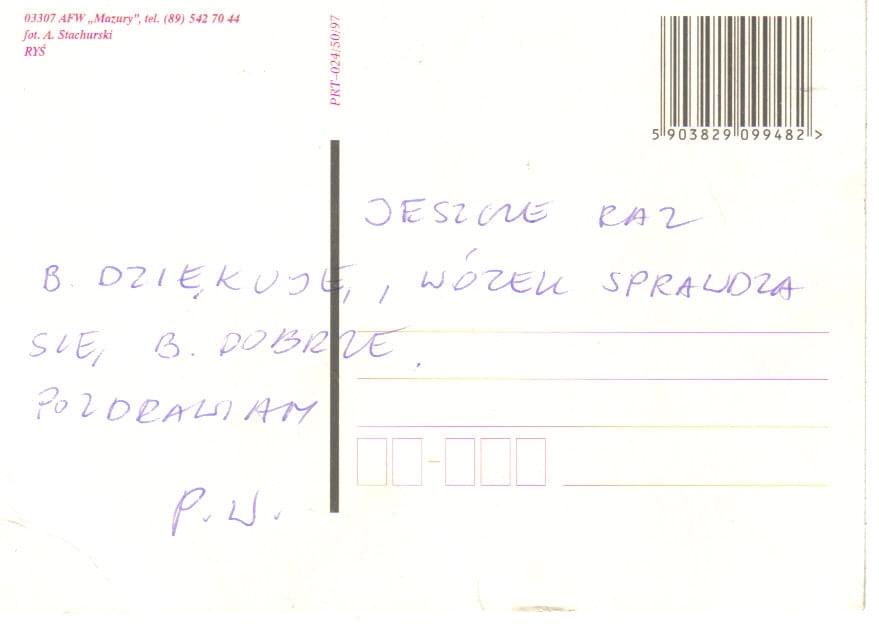 03307 AFW „Mazury", tel. (89) 542 70 44
fot. A. Stachurski
RYŚ
PRT-024/50/97
5 903829 099482 >
JESZCZE RAZ
B. DZIĘKUJĘ, WÓZEK SPRAWDZA
SIĘ, B. DOBRZE.
POZDRAWIAM
P.W.